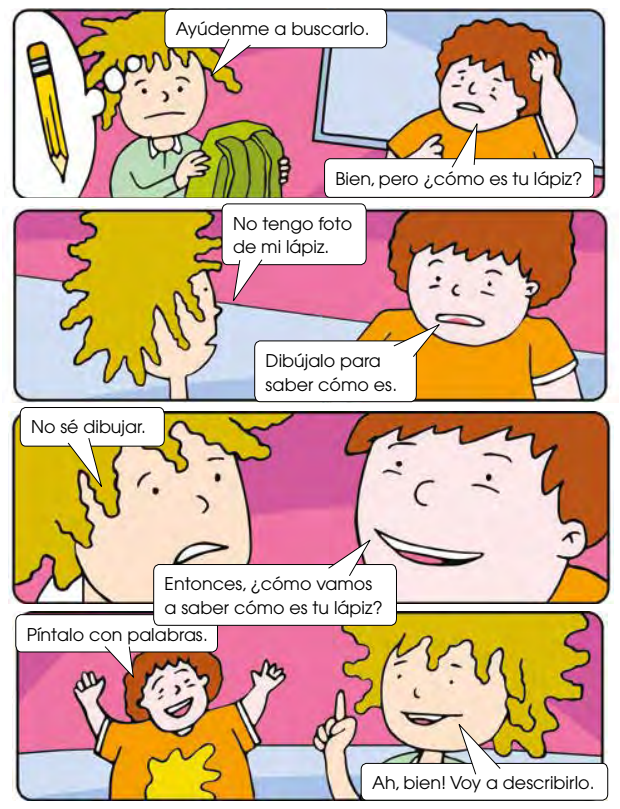 Ayúdenme a buscarlo.
Bien, pero ¿cómo es tu lápiz?
No tengo foto
de mi lápiz.
Dibújalo para
saber cómo es.
No sé dibujar.
Entonces, ¿cómo vamos
a saber cómo es tu lápiz?
Píntalo con palabras.
Ah, bien! Voy a describirlo.